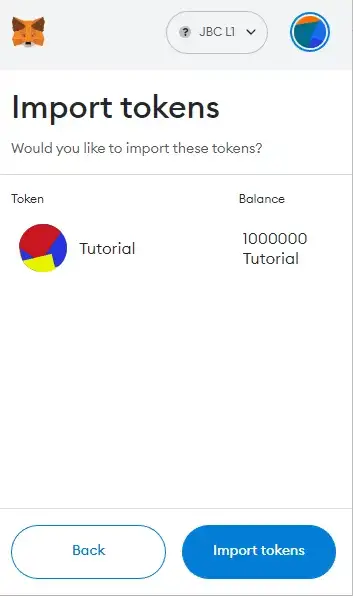 ? JBC L1
Import tokens
Would you like to import these tokens?
Token Balance
Tutorial 1000000
Tutorial
Back Import tokens